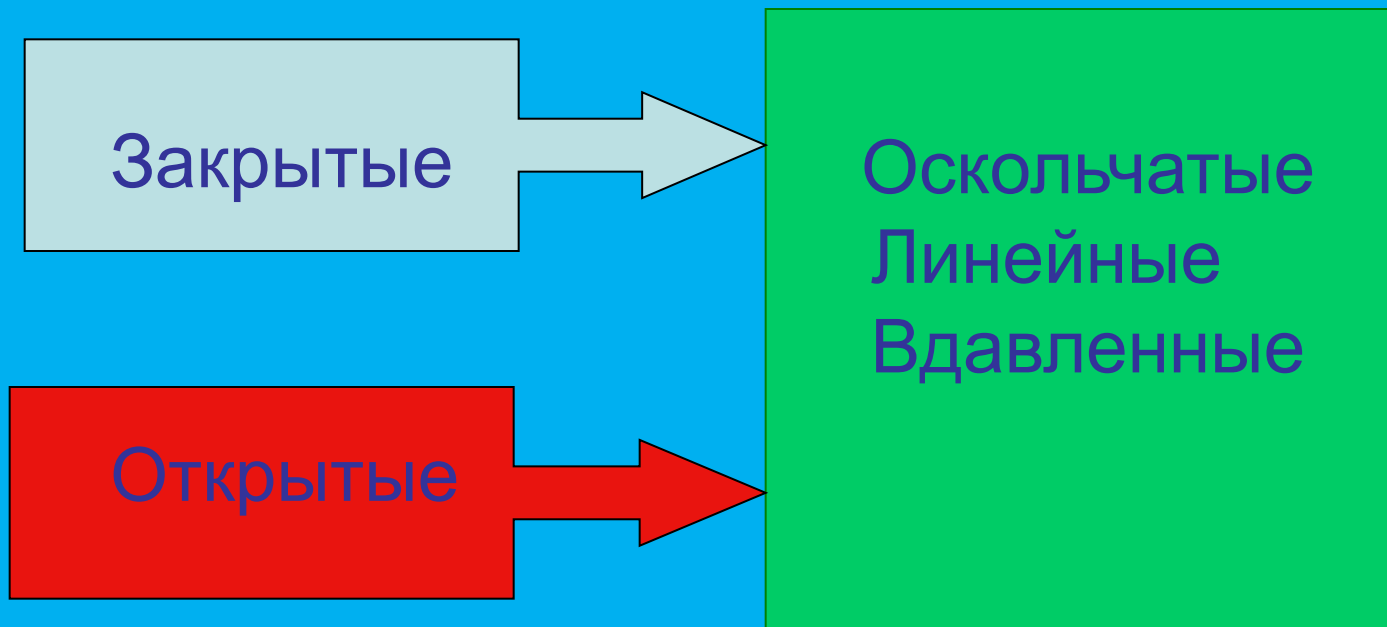 Закрытые
Открытые
Оскольчатые
Линейные
Вдавленные